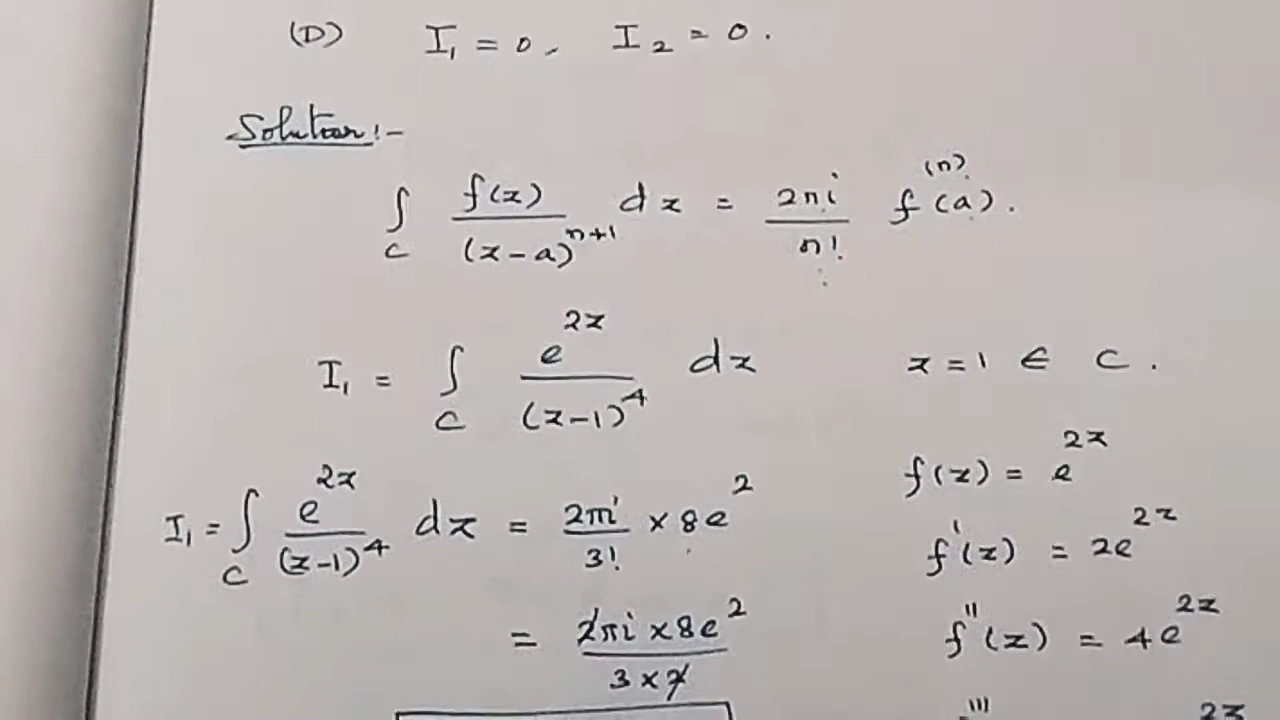 (D) I₁ = 0, I₂ = 0.
Solution:-
∫_C f(z)/(z-a)^(n+1) dz = 2πi/n! f^(n)(a).
I₁ = ∫_C e^(2z)/(z-1)^4 dz z=1 ∈ C.
f(z) = e^(2z)
I₁ = ∫_C e^(2z)/(z-1)^4 dz = 2πi/3! × 8e^2
f'(z) = 2e^(2z)
= 2πi × 8e^2/3×2
f''(z) = 4e^(2z)